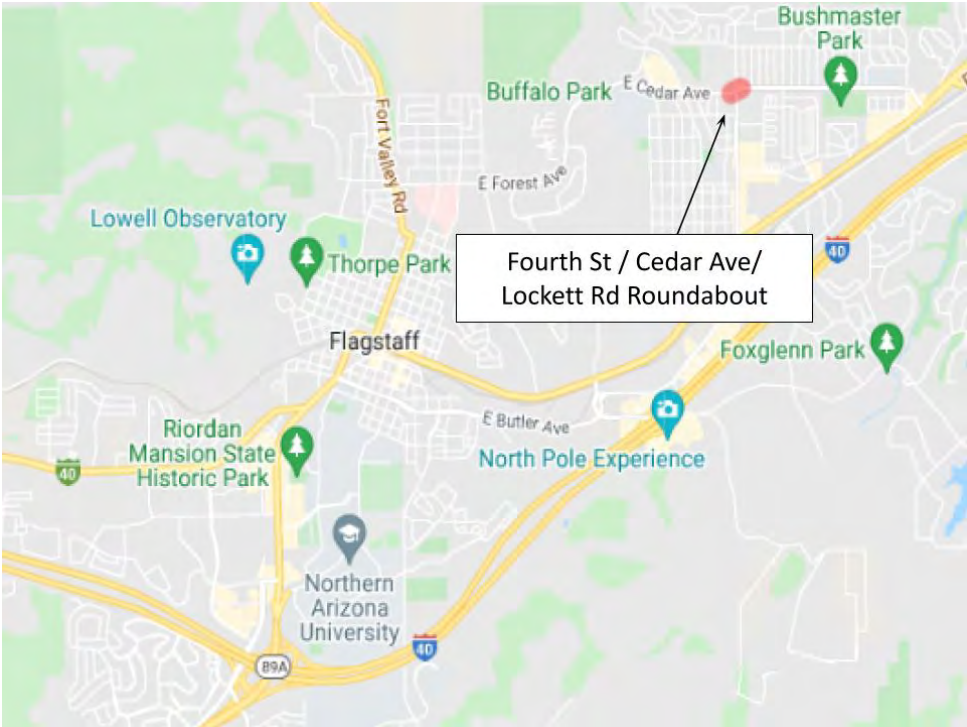 Bushmaster
Park
Buffalo Park
E Cedar Ave
Fort Valley Rd
E Forest Ave
Lowell Observatory
Thorpe Park
40
Fourth St / Cedar Ave/
Lockett Rd Roundabout
Flagstaff
Foxglenn Park
E Butler Ave
Riordan
Mansion State
Historic Park
40
North Pole Experience
Northern
Arizona
University
40
89A